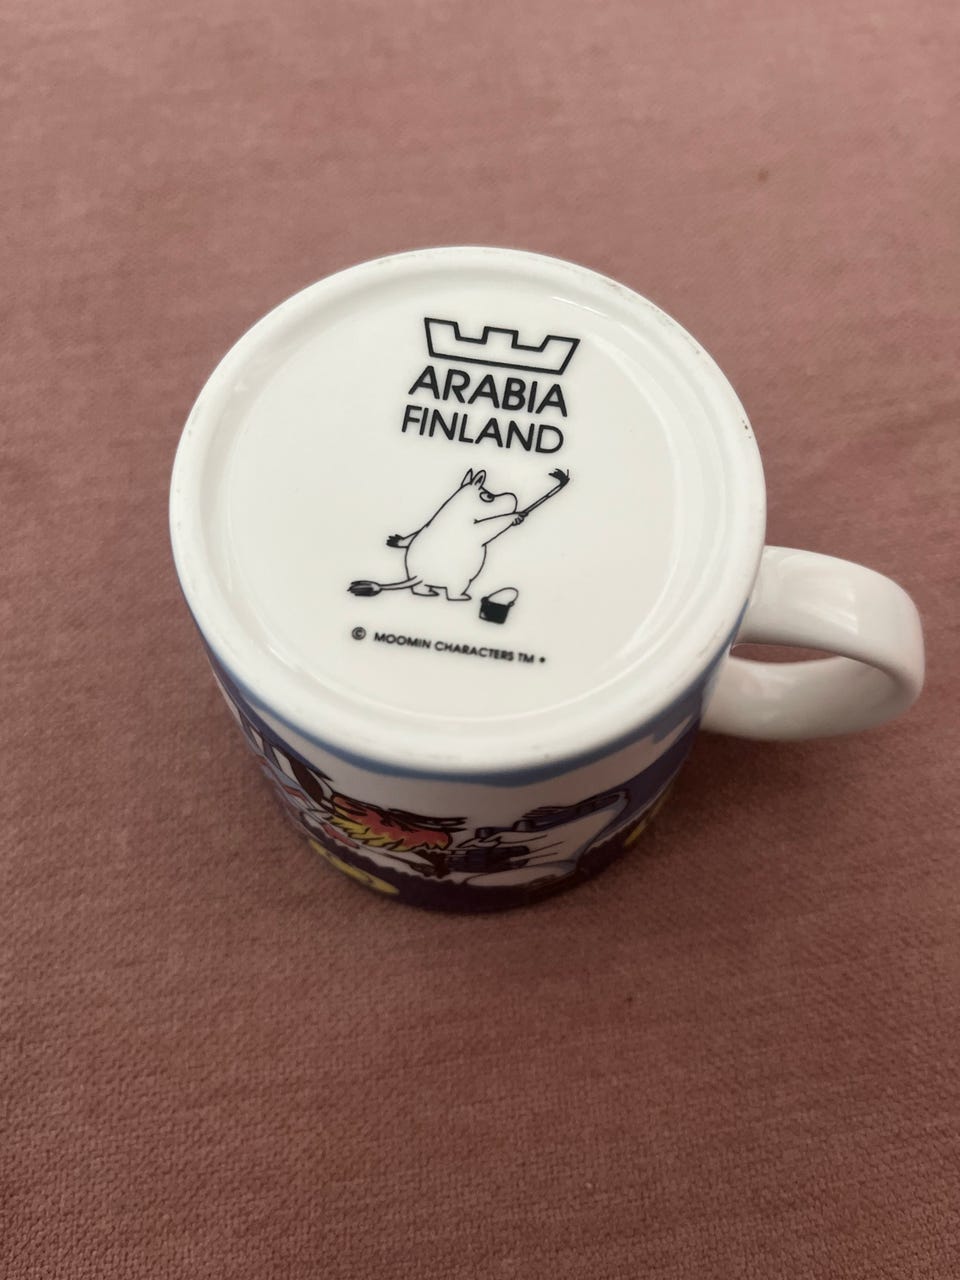 ARABIA
FINLAND
© MOOMIN CHARACTERS TM •